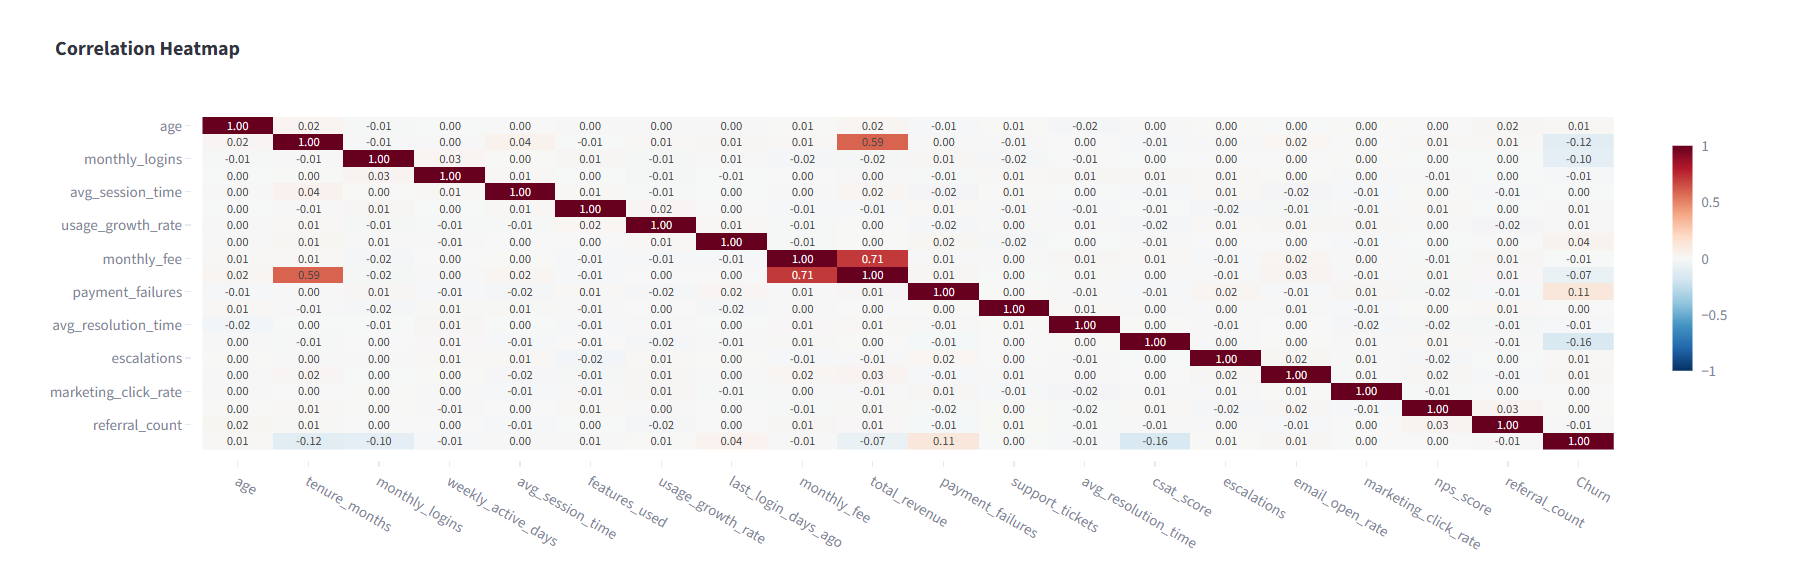 Correlation Heatmap
age 1.00 0.02 -0.01 0.00 0.00 0.00 0.00 0.00 0.01 0.02 -0.01 0.01 -0.02 0.00 0.00 0.00 0.00 0.00 0.02 0.01
0.02 1.00 -0.01 0.00 0.04 -0.01 0.01 0.01 0.01 0.59 0.00 -0.01 0.00 -0.01 0.00 0.02 0.00 0.01 0.01 -0.12
monthly_logins -0.01 -0.01 1.00 0.03 0.00 0.01 -0.01 0.01 -0.02 -0.02 0.01 -0.02 -0.01 0.00 0.00 0.00 0.00 0.00 0.00 -0.10
0.00 0.00 0.03 1.00 0.01 0.00 -0.01 -0.01 0.00 0.00 -0.01 0.01 0.01 0.01 0.01 0.00 0.00 -0.01 0.00 -0.01
avg_session_time 0.00 0.04 0.00 0.01 1.00 0.01 -0.01 0.00 0.00 0.02 -0.02 0.01 0.00 -0.01 0.01 -0.02 -0.01 0.00 -0.01 0.00
0.00 -0.01 0.01 0.00 0.01 1.00 0.02 0.00 -0.01 -0.01 0.01 -0.01 -0.01 -0.01 -0.02 -0.01 -0.01 0.01 0.00 0.01
usage_growth_rate 0.00 0.01 -0.01 -0.01 -0.01 0.02 1.00 0.01 -0.01 0.00 -0.02 0.00 0.01 -0.02 0.01 0.01 0.01 0.00 -0.02 0.01
0.00 0.01 0.01 -0.01 0.00 0.00 0.01 1.00 -0.01 0.00 0.02 -0.02 0.00 -0.01 0.00 0.00 -0.01 0.00 0.01 0.04
monthly_fee 0.01 0.01 -0.02 0.00 0.00 -0.01 -0.01 -0.01 1.00 0.71 0.01 0.00 0.01 0.01 -0.01 0.02 0.00 -0.01 0.00 -0.01
0.02 0.59 -0.02 0.00 0.02 -0.01 0.00 0.00 0.71 1.00 0.01 0.00 0.01 0.00 -0.01 0.03 -0.01 0.01 0.01 -0.07
payment_failures -0.01 0.00 0.01 -0.01 -0.02 0.01 -0.02 0.02 0.01 0.01 1.00 0.00 -0.01 -0.01 0.02 -0.01 0.01 -0.02 -0.01 0.11
0.01 -0.01 -0.02 0.01 0.01 -0.01 0.00 -0.02 0.00 0.00 0.00 1.00 0.01 0.00 0.00 0.01 -0.01 0.00 0.01 0.00
avg_resolution_time -0.02 0.00 -0.01 0.01 0.00 -0.01 0.01 0.00 0.01 0.01 -0.01 0.01 1.00 0.00 -0.01 0.00 -0.02 -0.02 -0.01 -0.01
0.00 -0.01 0.00 0.01 -0.01 -0.01 -0.02 -0.01 0.01 0.00 -0.01 0.00 0.00 1.00 0.00 0.00 0.01 0.01 -0.01 -0.16
escalations 0.00 0.00 0.00 0.01 0.01 -0.02 0.01 0.00 -0.01 -0.01 0.02 0.00 -0.01 0.00 1.00 0.02 0.01 -0.02 0.00 0.01
0.00 0.02 0.00 0.00 -0.02 -0.01 0.01 0.00 0.02 0.03 -0.01 0.01 0.00 0.00 0.02 1.00 0.01 0.02 -0.01 0.01
marketing_click_rate 0.00 0.00 0.00 0.00 -0.01 -0.01 0.01 -0.01 0.00 -0.01 0.01 -0.01 -0.02 0.01 0.01 0.01 1.00 -0.01 0.00 0.00
0.00 0.01 0.00 -0.01 0.00 0.01 0.00 0.00 -0.01 0.01 -0.02 0.00 -0.02 0.01 -0.02 0.02 -0.01 1.00 0.03 0.00
referral_count 0.02 0.01 0.00 0.00 -0.01 0.00 -0.02 0.01 0.00 0.01 -0.01 0.01 -0.01 -0.01 0.00 -0.01 0.00 0.03 1.00 -0.01
0.01 -0.12 -0.10 -0.01 0.00 0.01 0.01 0.04 -0.01 -0.07 0.11 0.00 -0.01 -0.16 0.01 0.01 0.00 0.00 -0.01 1.00
age
tenure_months
monthly_logins
weekly_active_days
avg_session_time
features_used
usage_growth_rate
last_login_days_ago
monthly_fee
total_revenue
payment_failures
support_tickets
avg_resolution_time
csat_score
escalations
email_open_rate
marketing_click_rate
nps_score
referral_count
Churn
1
0.5
0
−0.5
−1